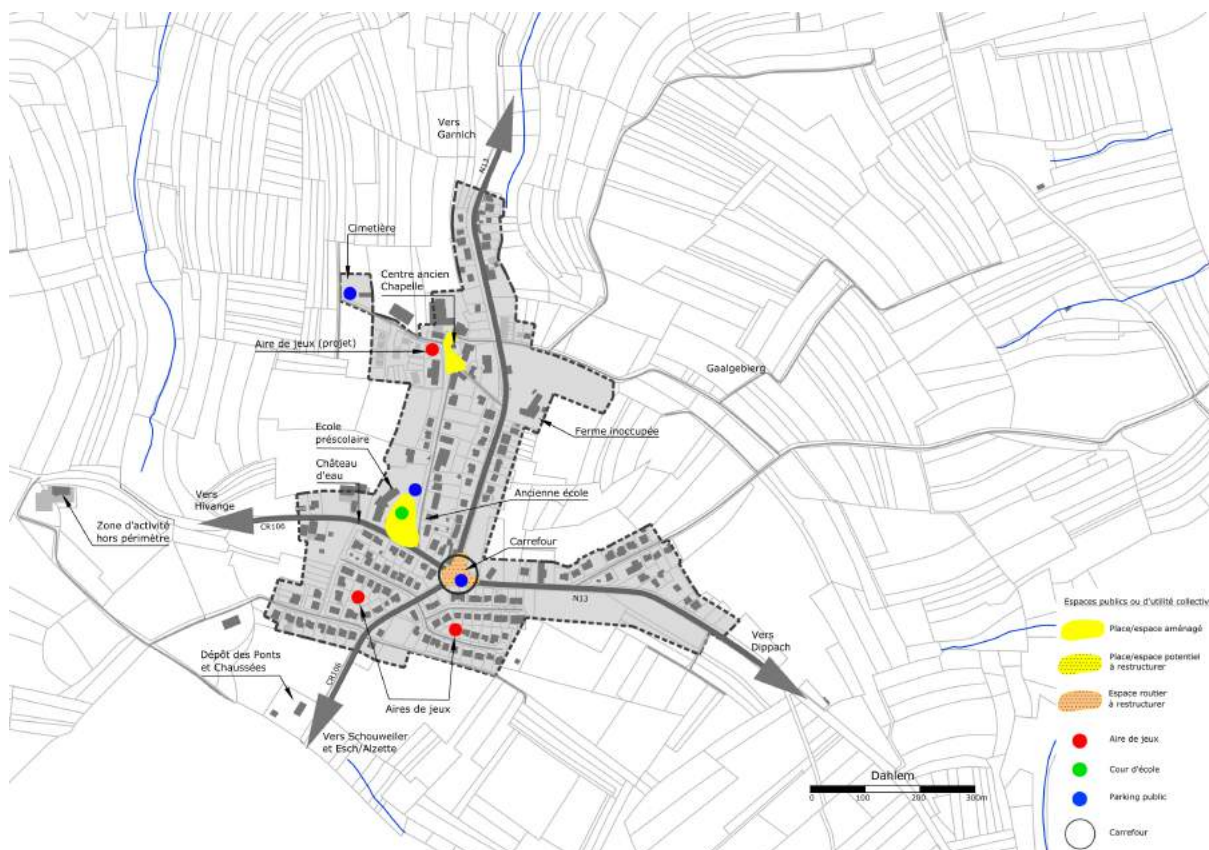 Vers
Garnich
N13
Cimetière
Centre ancien
Chapelle
Aire de jeux (projet)
Gaalgebierg
Ferme inoccupée
Ecole
préscolaire
Château
d'eau
Vers
Hivange
Ancienne école
CR106
Zone d'activité
hors périmètre
Carrefour
N13
Espaces publics ou d'utilité collective
Place/espace aménagé
Vers
Dippach
Place/espace potentiel
à restructurer
Dépôt des Ponts
et Chaussées
CR106
Espace routier
à restructurer
Aires de jeux
Vers Schouweiler
et Esch/Alzette
Aire de jeux
Cour d'école
Dahlem
0 100 200 300m
Parking public
Carrefour